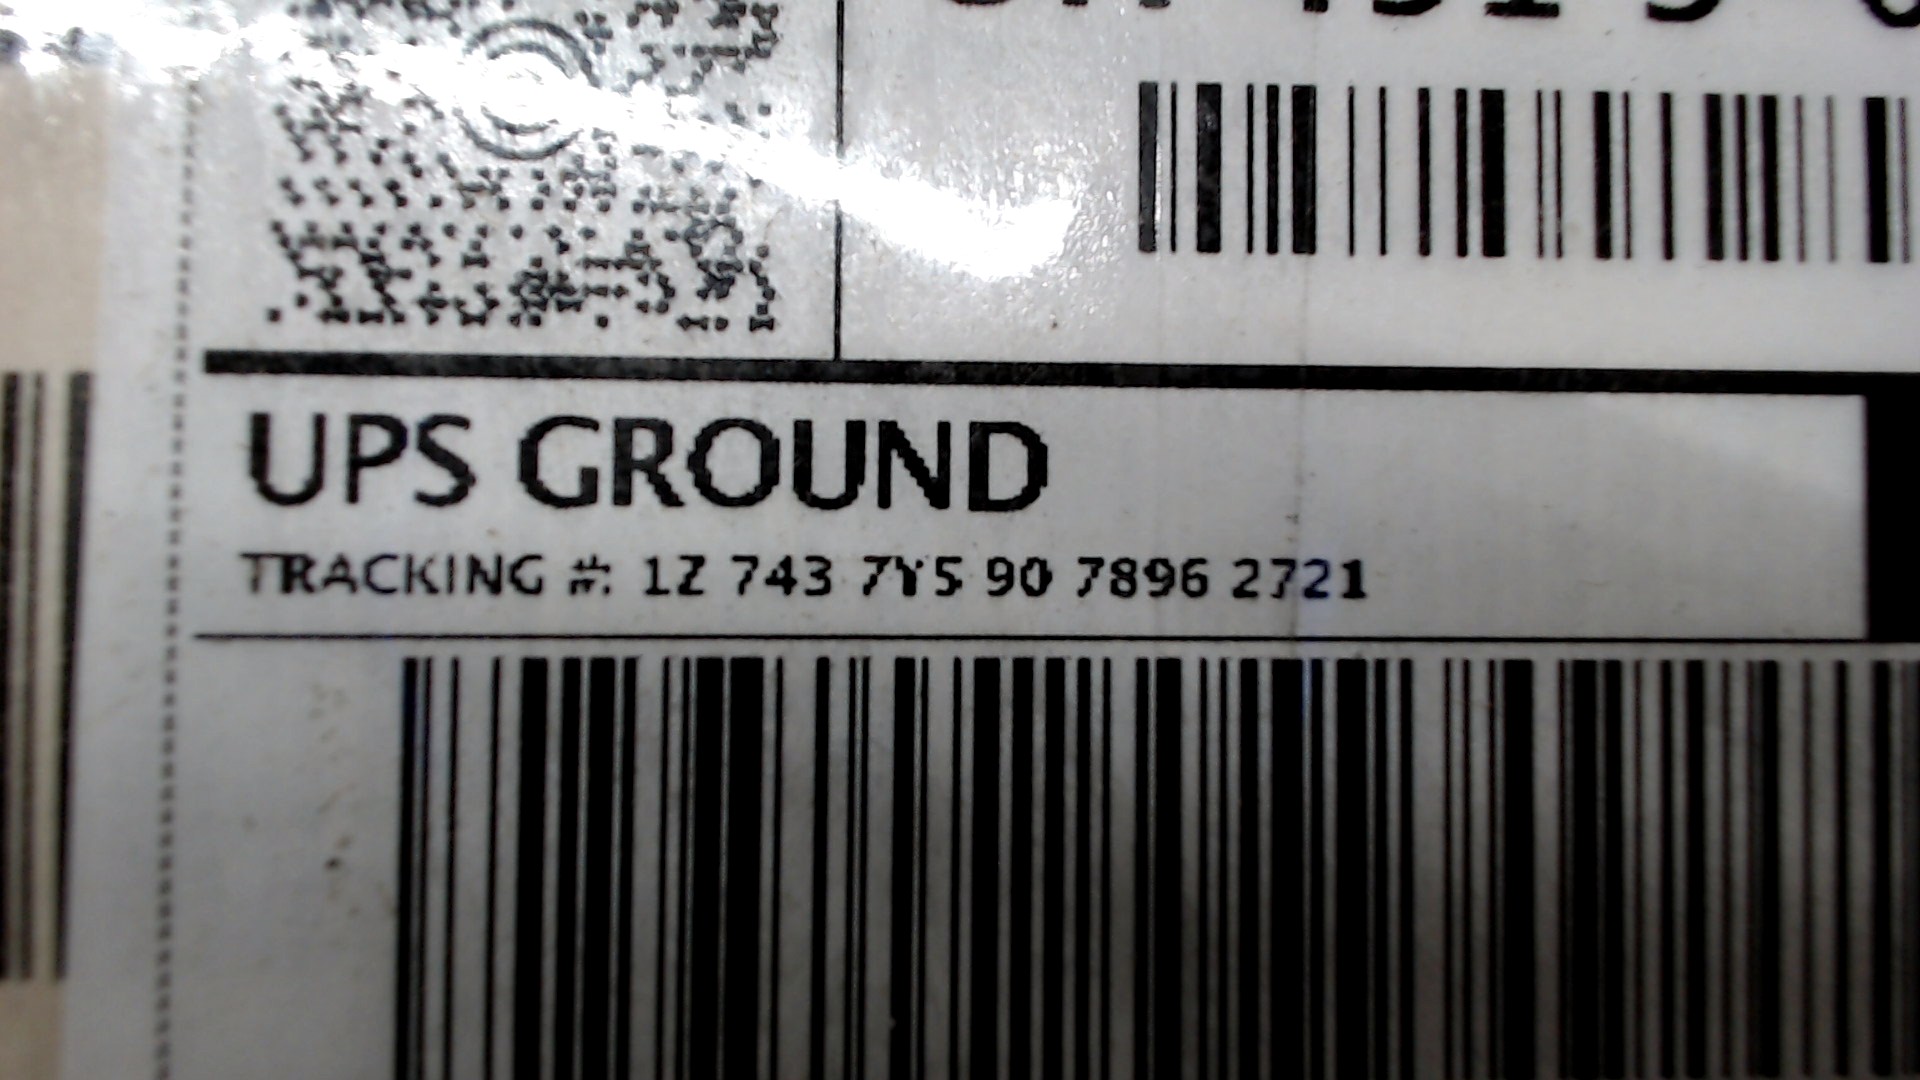 UPS GROUND
TRACKING #: 1Z 743 7Y5 90 7896 2721